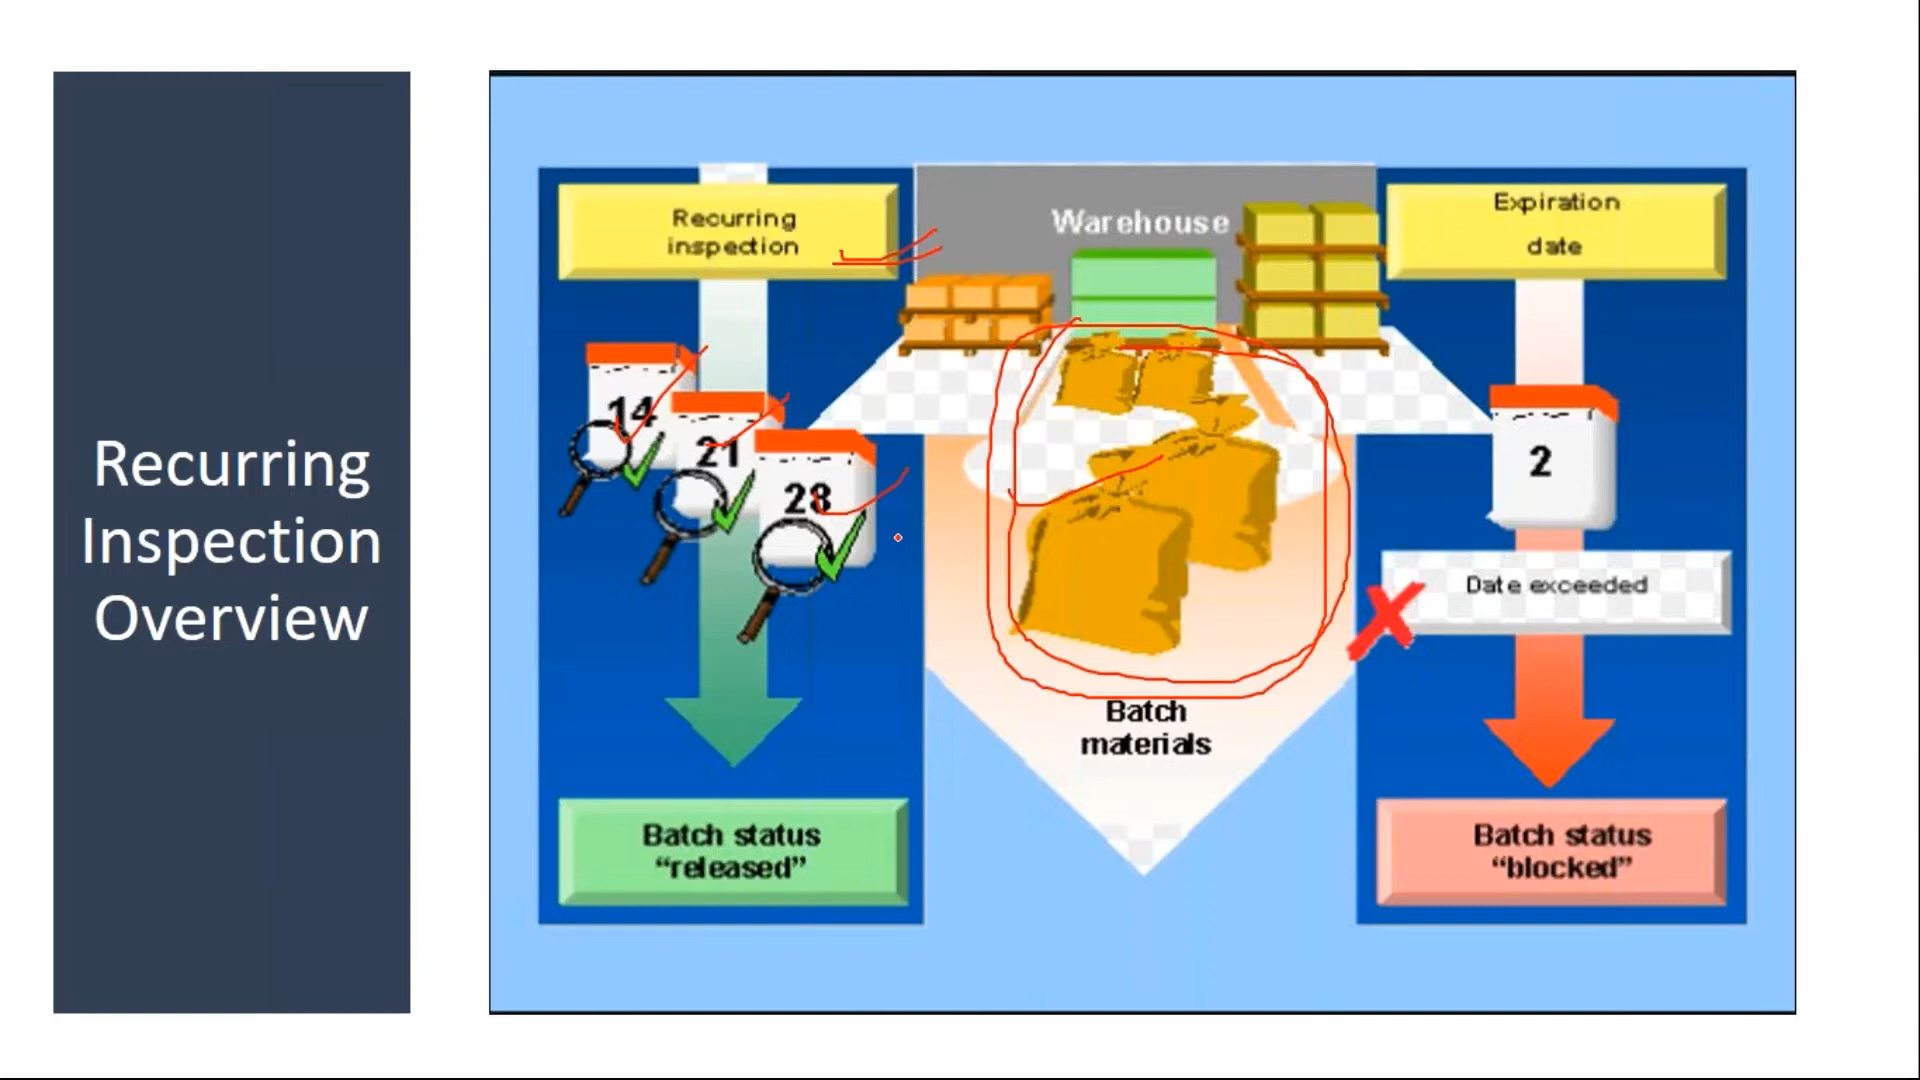 Recurring
Inspection
Overview
Recurring
inspection
Warehouse
Expiration
date
14
21
28
2
Date exceeded
Batch
materials
Batch status
“released”
Batch status
“blocked”